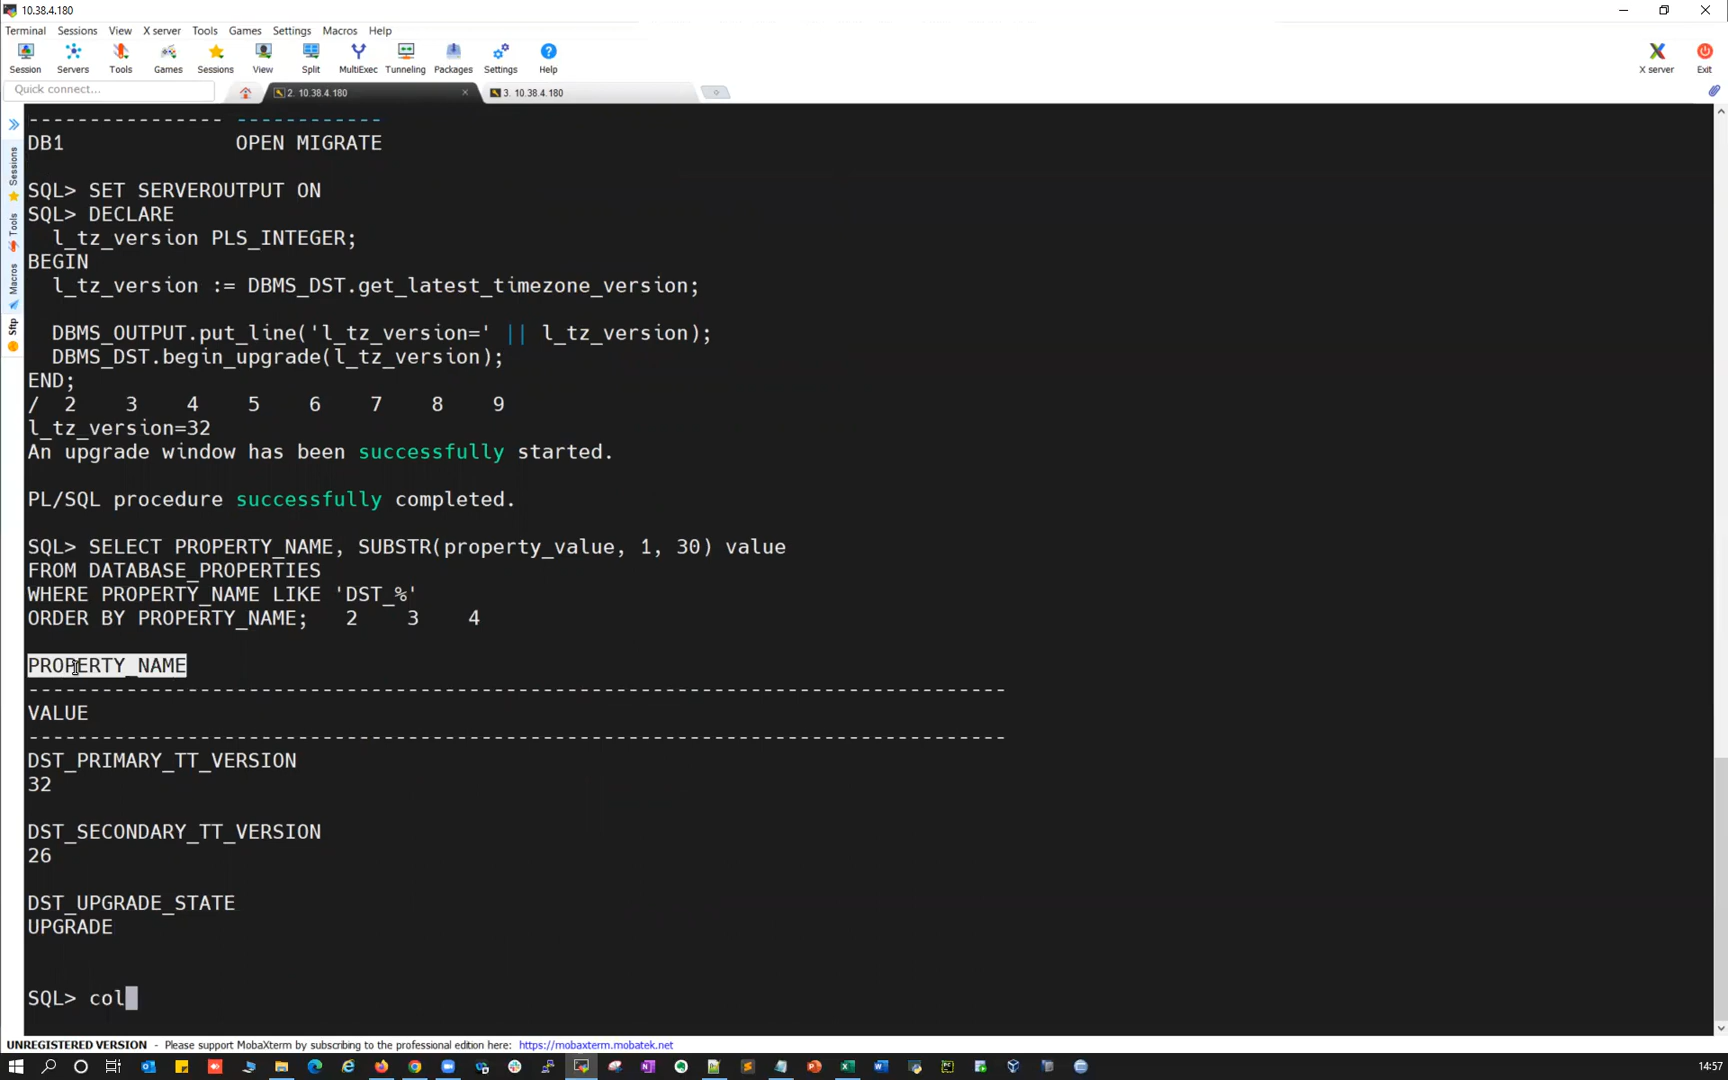 10.38.4.180
Terminal Sessions View X server Tools Games Settings Macros Help
Session Servers Tools Games Sessions View Split MultiExec Tunneling Packages Settings Help X server Exit
Quick connect... 2. 10.38.4.180 3. 10.38.4.180
Sessions
Tools
Macros
Sftp
---------------- ------------
DB1 OPEN MIGRATE
SQL> SET SERVEROUTPUT ON
SQL> DECLARE
l_tz_version PLS_INTEGER;
BEGIN
l_tz_version := DBMS_DST.get_latest_timezone_version;
DBMS_OUTPUT.put_line('l_tz_version=' || l_tz_version);
DBMS_DST.begin_upgrade(l_tz_version);
END;
/ 2 3 4 5 6 7 8 9
l_tz_version=32
An upgrade window has been successfully started.
PL/SQL procedure successfully completed.
SQL> SELECT PROPERTY_NAME, SUBSTR(property_value, 1, 30) value
FROM DATABASE_PROPERTIES
WHERE PROPERTY_NAME LIKE 'DST_%'
ORDER BY PROPERTY_NAME; 2 3 4
PROPERTY_NAME
--------------------------------------------------------------------------------
VALUE
--------------------------------------------------------------------------------
DST_PRIMARY_TT_VERSION
32
DST_SECONDARY_TT_VERSION
26
DST_UPGRADE_STATE
UPGRADE
SQL> col
UNREGISTERED VERSION - Please support MobaXterm by subscribing to the professional edition here: https://mobaxterm.mobatek.net
14:57